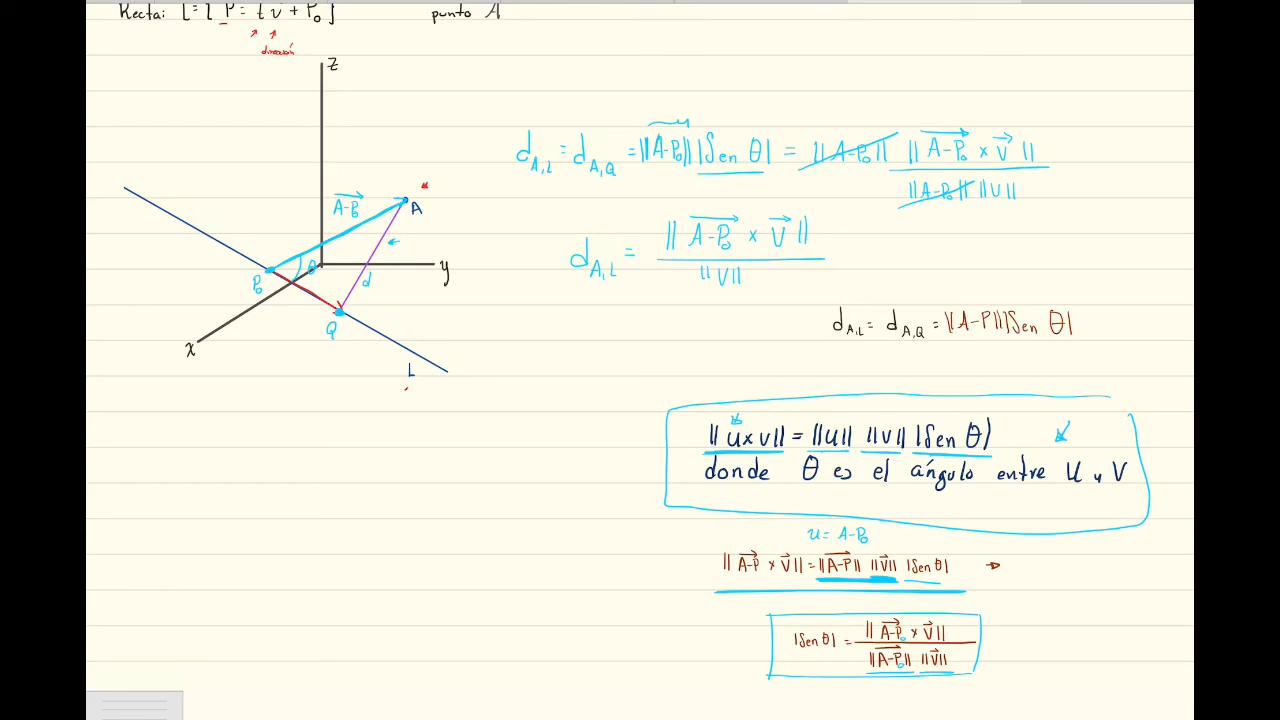 Recta: L = { P = t v + P₀ } punto A
dirección
z
A-P₀
A
y
P₀
θ
d
Q
x
L
d_{A,L} = d_{A,Q} = ||A-P₀|| |Sen θ| = ||A-P₀|| ||A-P₀ × V|| / ||A-P₀|| ||V||
d_{A,L} = ||A-P₀ × V|| / ||V||
d_{A,L} = d_{A,Q} = ||A-P|| |Sen θ|
||u×v|| = ||u|| ||v|| |Sen θ|
donde θ es el ángulo entre u y v
u = A-P₀
||A-P × V|| = ||A-P|| ||V|| |Sen θ| →
|Sen θ| = ||A-P₀ × V|| / ||A-P₀|| ||V||